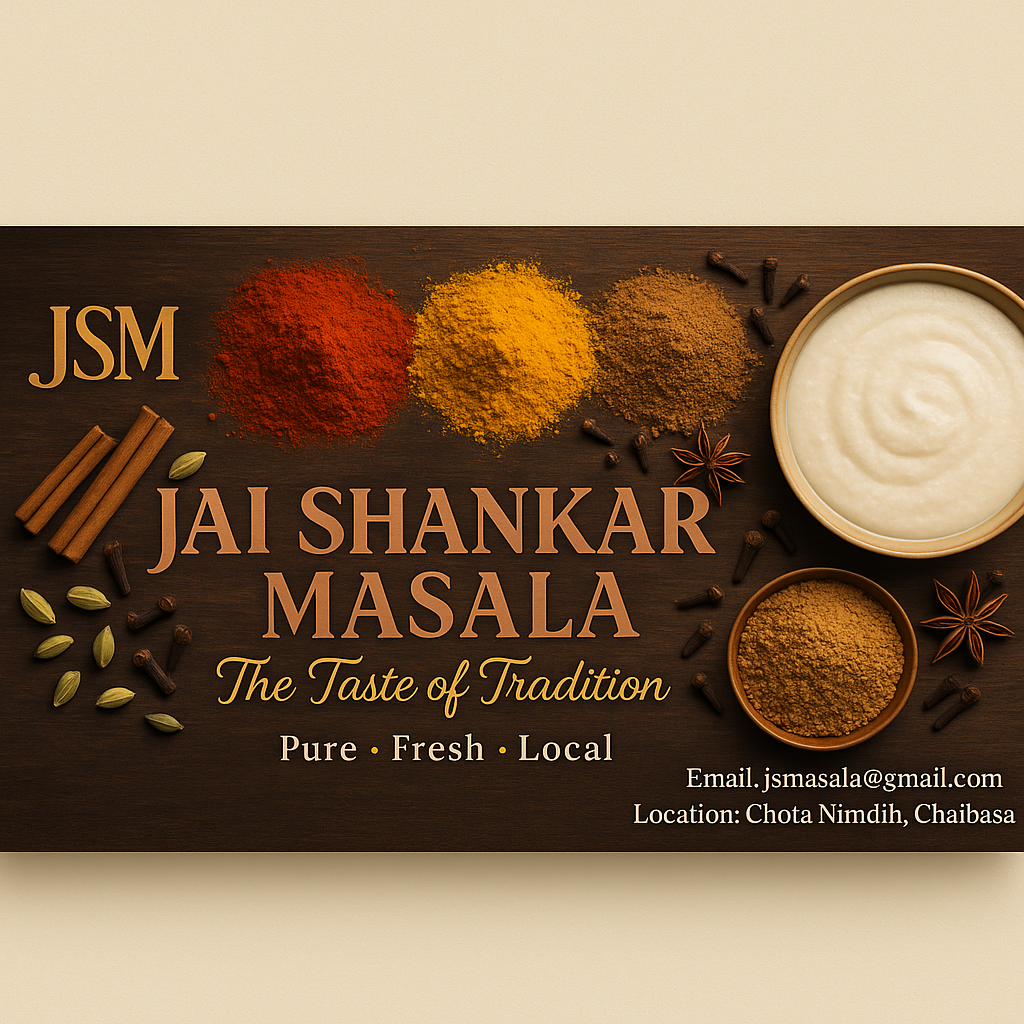 JSM
JAI SHANKAR
MASALA
The Taste of Tradition
Pure • Fresh • Local
Email. jsmasala@gmail.com
Location: Chota Nimdih, Chaibasa